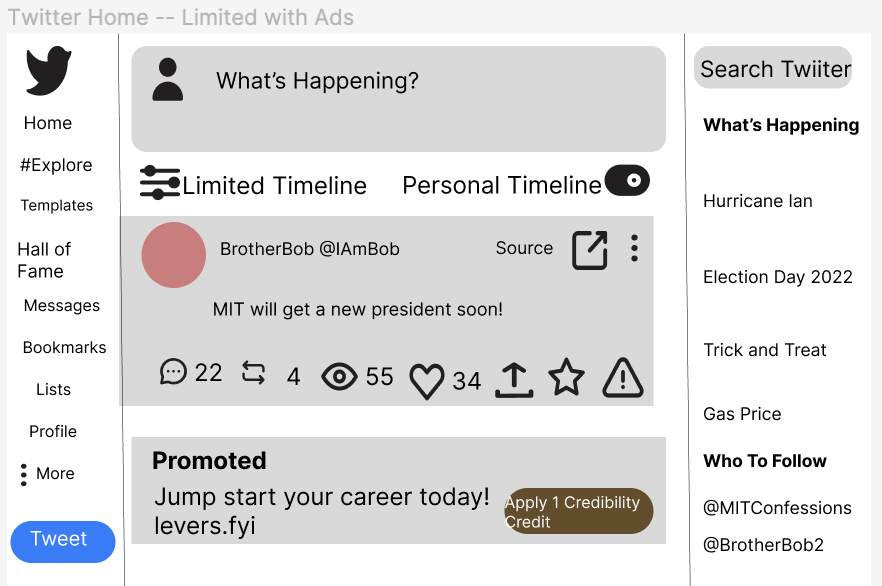 Twitter Home -- Limited with Ads
Home
#Explore
Templates
Hall of
Fame
Messages
Bookmarks
Lists
Profile
More
Tweet
What's Happening?
Limited Timeline
Personal Timeline
BrotherBob @IAmBob
Source
MIT will get a new president soon!
22
4
55
34
Promoted
Jump start your career today!
levers.fyi
Apply 1 Credibility
Credit
Search Twiiter
What's Happening
Hurricane Ian
Election Day 2022
Trick and Treat
Gas Price
Who To Follow
@MITConfessions
@BrotherBob2